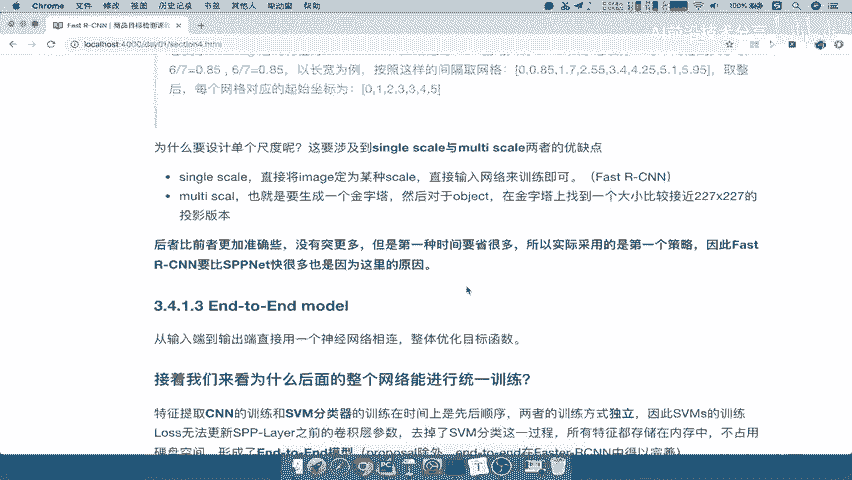 Chrome 文件 修改 视图 历史记录 书签 其他人 帮助
100%
Fast R-CNN | 商品目标检测课
localhost:4000/day01/section4.html
6/7=0.85，6/7=0.85，以长宽为例，按照这样的间隔取网格：[0,0.85,1.7,2.55,3.4,4.25,5.1,5.95]，取整
后，每个网格对应的起始坐标为：[0,1,2,3,3,4,5]
为什么要设计单个尺度呢？这要涉及到single scale与multi scale两者的优缺点
• single scale，直接将image定为某种scale，直接输入网络来训练即可。（Fast R-CNN）
• multi scal，也就是要生成一个金字塔，然后对于object，在金字塔上找到一个大小比较接近227x227的
投影版本
后者比前者更加准确些，没有突更多，但是第一种时间要省很多，所以实际采用的是第一个策略，因此Fast
R-CNN要比SPPNet快很多也是因为这里的原因。
3.4.1.3 End-to-End model
从输入端到输出端直接用一个神经网络相连，整体优化目标函数。
接着我们来看为什么后面的整个网络能进行统一训练？
特征提取CNN的训练和SVM分类器的训练在时间上是先后顺序，两者的训练方式独立，因此SVMs的训练
Loss无法更新SPP-Layer之前的卷积层参数，去掉了SVM分类这一过程，所有特征都存储在内存中，不占用
硬盘空间，形成了End-to-End模型（proposal除外，end-to-end在Faster-RCNN中得以完善）